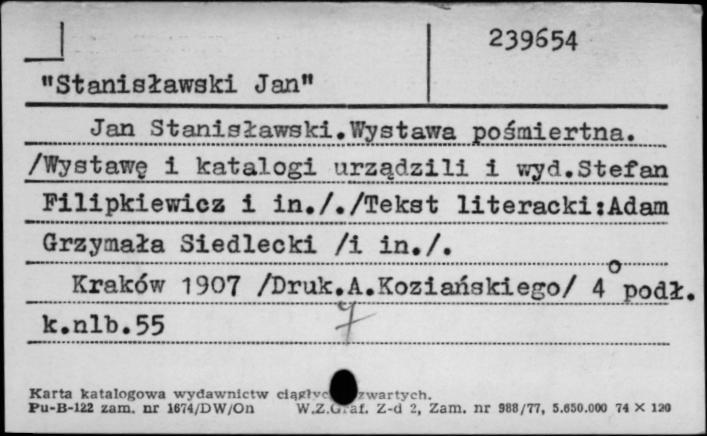 239654
"Stanisławski Jan"
Jan Stanisławski.Wystawa pośmiertna.
/Wystawę i katalogi urządzili i wyd.Stefan
Filipkiewicz i in././Tekst literacki:Adam
Grzymała Siedlecki /i in./.
Kraków 1907 /Druk.A.Koziańskiego/ 4° podł.
k.nlb.55
Karta katalogowa wydawnictw zwartych.
Pu-B-122 zam. nr 1674/DW/On W.Z.Graf. Z-d 2, Zam. nr 988/77, 5.650.000 74 × 120